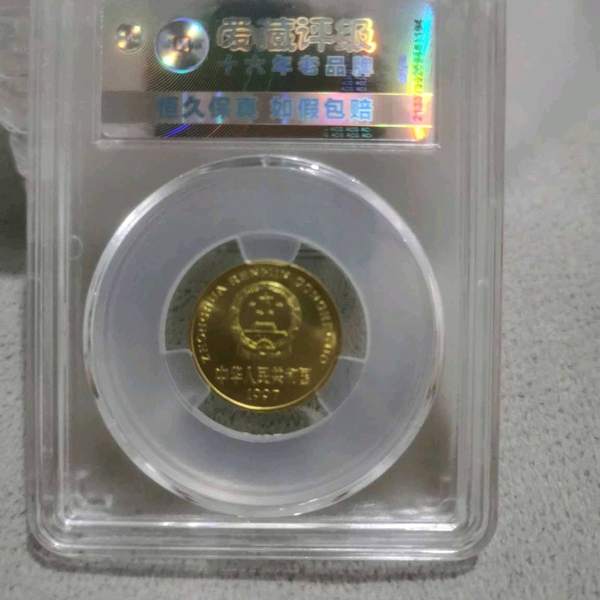 爱藏评级
十六年老品牌
恒久保真 如假包赔
ZHONGHUA RENMIN GONGHEGUO
中华人民共和国
1997